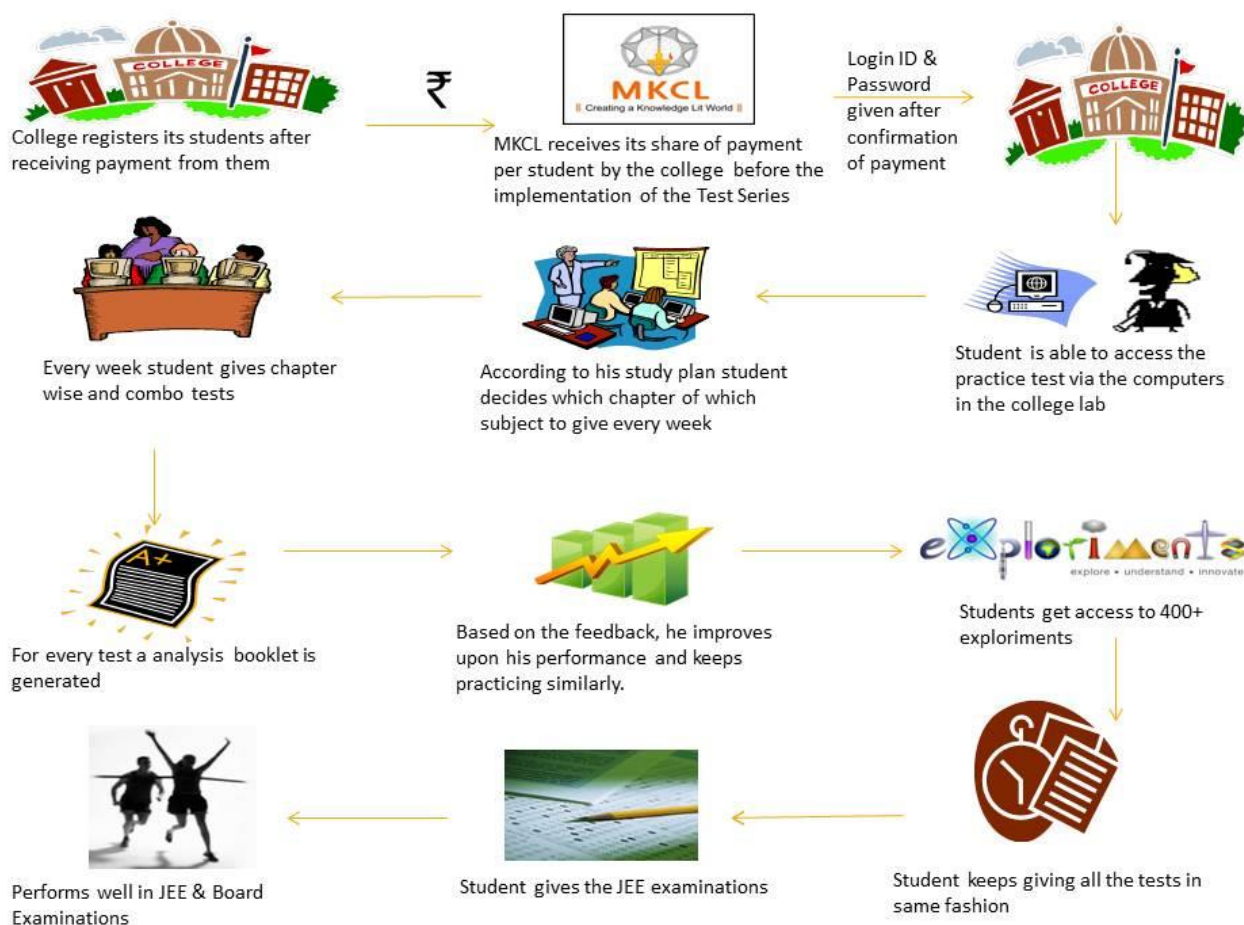 COLLEGE
College registers its students after
receiving payment from them
₹
MKCL
|| Creating a Knowledge Lit World ||
MKCL receives its share of payment
per student by the college before the
implementation of the Test Series
Login ID &
Password
given after
confirmation
of payment
COLLEGE
Student is able to access the
practice test via the computers
in the college lab
According to his study plan student
decides which chapter of which
subject to give every week
Every week student gives chapter
wise and combo tests
A+
For every test a analysis booklet is
generated
Based on the feedback, he improves
upon his performance and keeps
practicing similarly.
exploriments
explore • understand • innovate
Students get access to 400+
exploriments
Student keeps giving all the tests in
same fashion
Student gives the JEE examinations
Performs well in JEE & Board
Examinations